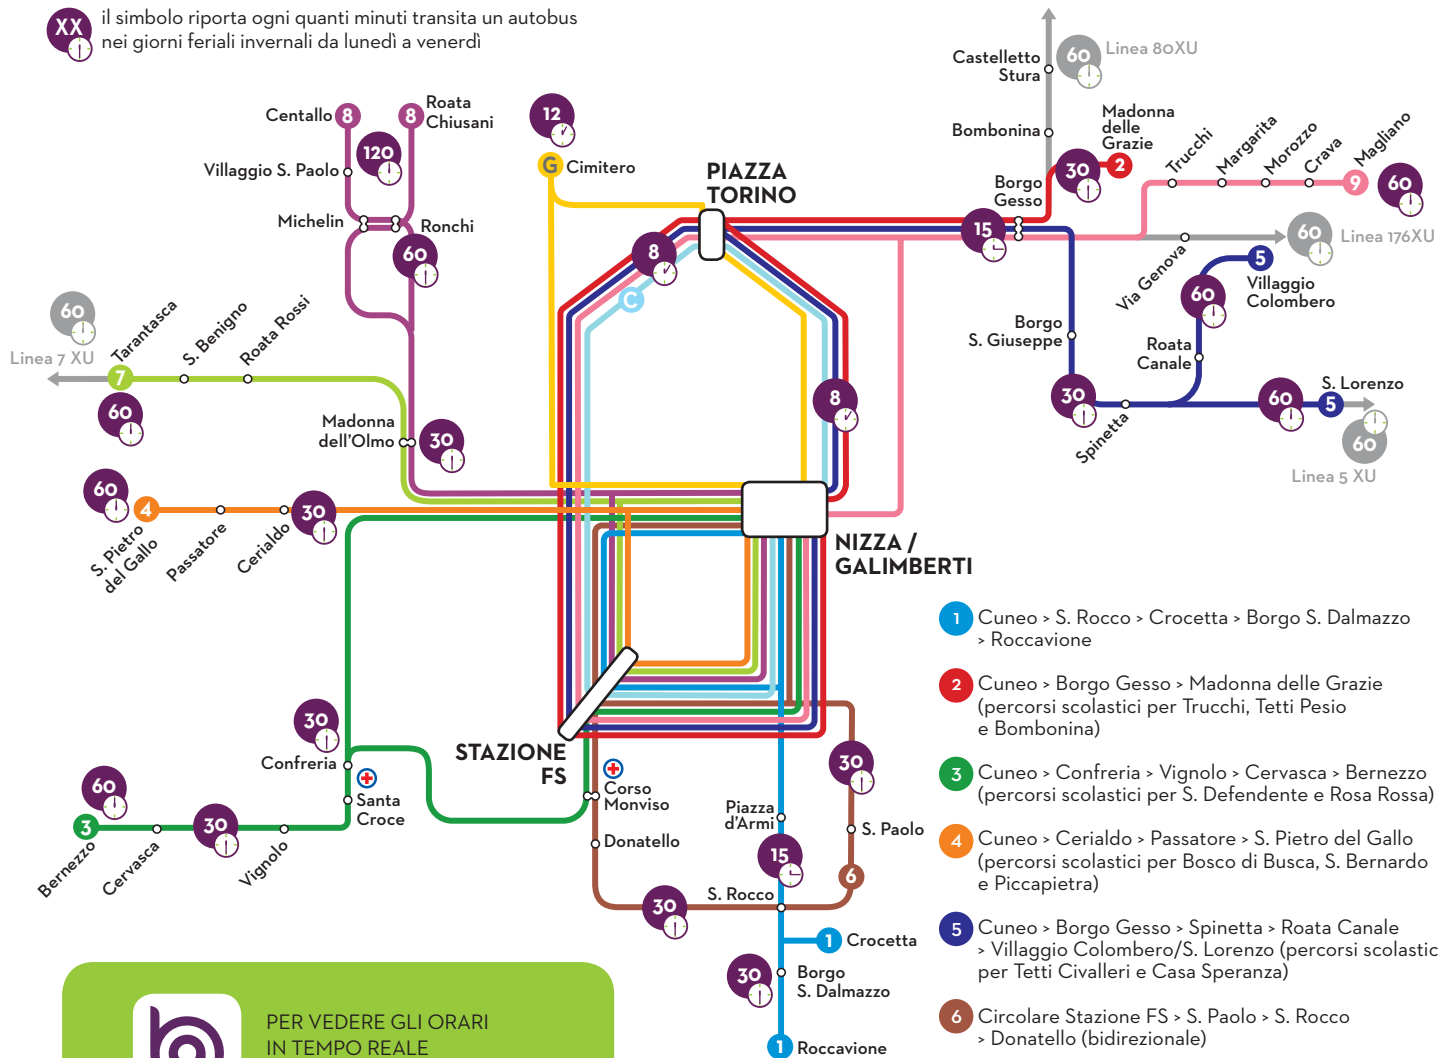 XX
il simbolo riporta ogni quanti minuti transita un autobus
nei giorni feriali invernali da lunedì a venerdì
Centallo
8
8
Roata
Chiusani
120
Villaggio S. Paolo
Michelin
Ronchi
60
12
G
Cimitero
PIAZZA
TORINO
8
C
8
Castelletto
Stura
60
Linea 80XU
Bombonina
Madonna
delle
Grazie
30
2
Borgo
Gesso
15
Trucchi
Margarita
Morozzo
Crava
Magliano
9
60
60
Linea 176XU
Via Genova
5
Villaggio
Colombero
60
Borgo
S. Giuseppe
Roata
Canale
30
Spinetta
60
S. Lorenzo
5
60
Linea 5 XU
60
Linea 7 XU
Tarantasca
S. Benigno
Roata Rossi
7
60
Madonna
dell'Olmo
30
60
4
S. Pietro
del Gallo
Passatore
Cerialdo
30
NIZZA /
GALIMBERTI
STAZIONE
FS
30
Confreria
Santa
Croce
60
3
Bernezzo
Cervasca
30
Vignolo
Corso
Monviso
Donatello
30
Piazza
d'Armi
15
S. Rocco
30
S. Paolo
6
1
Crocetta
30
Borgo
S. Dalmazzo
1
Roccavione
1 Cuneo > S. Rocco > Crocetta > Borgo S. Dalmazzo
> Roccavione
2 Cuneo > Borgo Gesso > Madonna delle Grazie
(percorsi scolastici per Trucchi, Tetti Pesio
e Bombonina)
3 Cuneo > Confreria > Vignolo > Cervasca > Bernezzo
(percorsi scolastici per S. Defendente e Rosa Rossa)
4 Cuneo > Cerialdo > Passatore > S. Pietro del Gallo
(percorsi scolastici per Bosco di Busca, S. Bernardo
e Piccapietra)
5 Cuneo > Borgo Gesso > Spinetta > Roata Canale
> Villaggio Colombero/S. Lorenzo (percorsi scolastic
per Tetti Civalleri e Casa Speranza)
6 Circolare Stazione FS > S. Paolo > S. Rocco
> Donatello (bidirezionale)
PER VEDERE GLI ORARI
IN TEMPO REALE